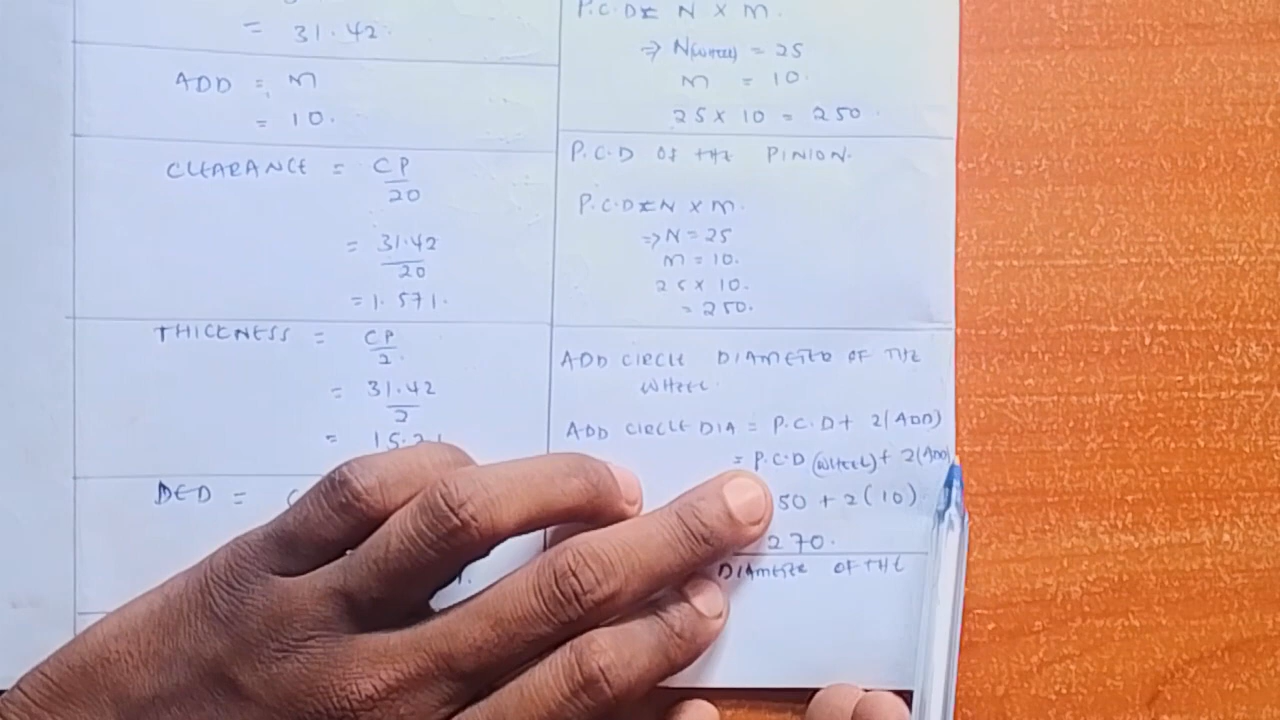 = 31.42.
ADD = M
= 10.
CLEARANCE = CP
20
= 31.42
20
= 1.571.
THICKNESS = CP
2.
= 31.42
2
=
DED =
P.C.D = N X M.
=> N(WHEEL) = 25
M = 10.
25 X 10 = 250.
P.C.D OF THE PINION.
P.C.D = N X M.
=> N = 25
M = 10.
25 X 10.
= 250.
ADD CIRCLE DIAMETER OF THE
WHEEL.
ADD CIRCLE DIA = P.C.D + 2(ADD)
= P.C.D (WHEEL) + 2(ADD)
50 + 2(10).
270.
DIAMETER OF THE